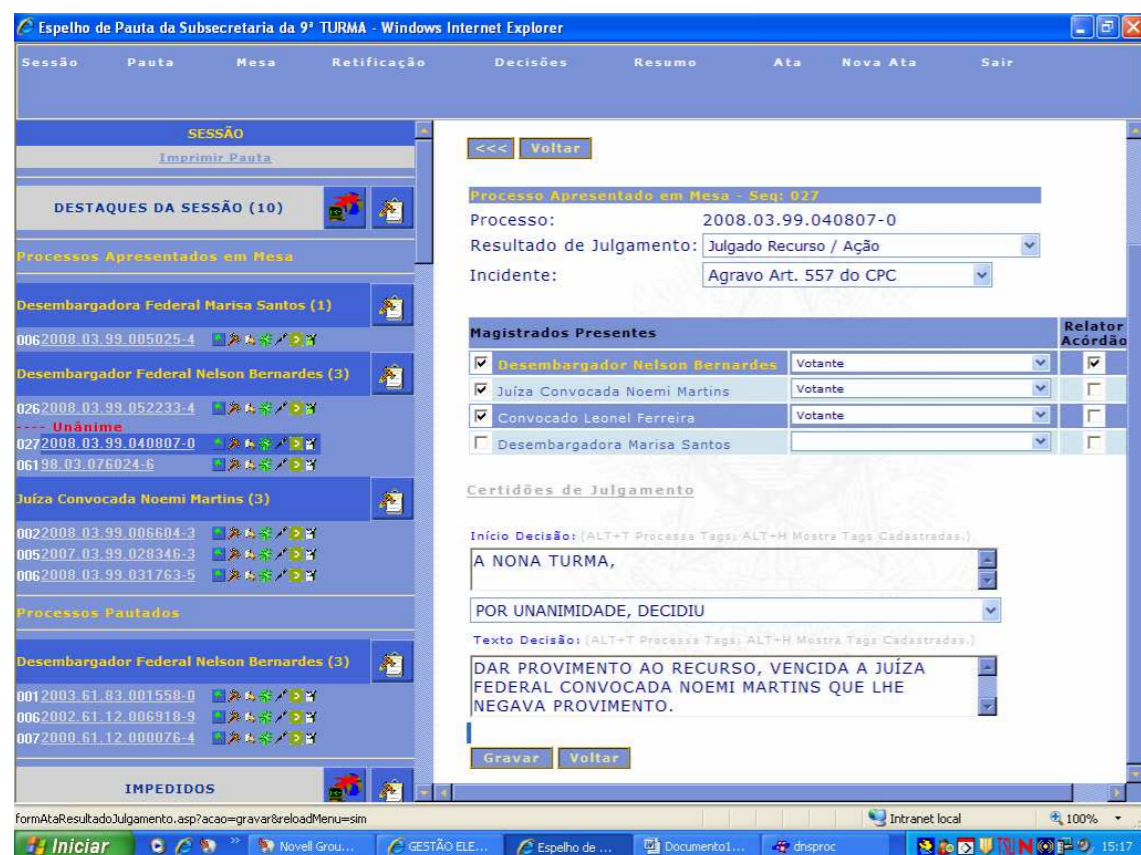 Espelho de Pauta da Subsecretaria da 9ª TURMA - Windows Internet Explorer
Sessão Pauta Mesa Retificação Decisões Resumo Ata Nova Ata Sair
SESSÃO
Imprimir Pauta
DESTAQUES DA SESSÃO (10)
Processos Apresentados em Mesa
Desembargadora Federal Marisa Santos (1)
006 2008.03.99.005025-4
Desembargador Federal Nelson Bernardes (3)
026 2008.03.99.052233-4
---- Unânime
027 2008.03.99.040807-0
061 98.03.076024-6
Juíza Convocada Noemi Martins (3)
002 2008.03.99.006604-3
005 2007.03.99.028346-3
006 2008.03.99.031763-5
Processos Pautados
Desembargador Federal Nelson Bernardes (3)
001 2003.61.83.001558-0
006 2002.61.12.006918-9
007 2000.61.12.000076-4
IMPEDIDOS
<<< Voltar
Processo Apresentado em Mesa - Seq: 027
Processo: 2008.03.99.040807-0
Resultado de Julgamento: Julgado Recurso / Ação
Incidente: Agravo Art. 557 do CPC
Magistrados Presentes Relator Acórdão
Desembargador Nelson Bernardes Votante
Juíza Convocada Noemi Martins Votante
Convocado Leonel Ferreira Votante
Desembargadora Marisa Santos
Certidões de Julgamento
Início Decisão: (ALT+T Processa Tags; ALT+H Mostra Tags Cadastradas.)
A NONA TURMA,
POR UNANIMIDADE, DECIDIU
Texto Decisão: (ALT+T Processa Tags; ALT+H Mostra Tags Cadastradas.)
DAR PROVIMENTO AO RECURSO, VENCIDA A JUÍZA
FEDERAL CONVOCADA NOEMI MARTINS QUE LHE
NEGAVA PROVIMENTO.
Gravar Voltar
formAtaResultadoJulgamento.asp?acao=gravar&reloadMenu=sim Intranet local 100%
Iniciar Novell Grou... GESTÃO ELE... Espelho de ... Documento1... dnsproc 15:17